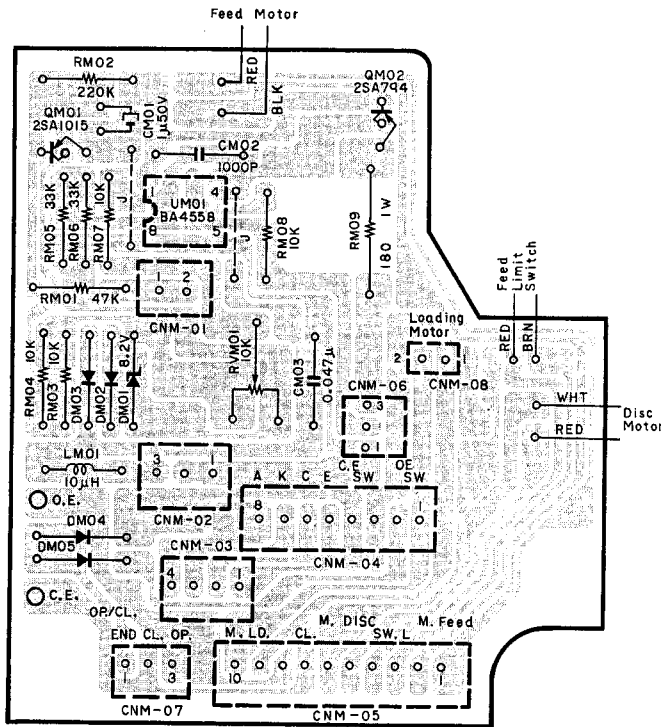 Feed Motor
RM02
220K
QM01
2SA1015
CM01
1µ50V
RED
BLK
QM02
2SA794
CM02
1000P
33K
33K
10K
RM05
RM06
RM07
J
1 4
UM01
BA4558
8 5
J
RM08
10K
RM09
180 1W
RM01 47K
1 2
CNM-01
Feed
Limit
Switch
RED
BRN
Loading
Motor
2 1
CNM-08
10K
10K
8.2V
RM04
RM03
DM03
DM02
DM01
RVM01
10K
CM03
0.047µ
CNM-06
3
1
WHT
Disc
Motor
RED
LM01
10µH
O.E.
3 1
CNM-02
C.E. OE
A K C E SW SW
8 1
CNM-04
DM04
DM05
CNM-03
4 1
C.E.
OP/CL.
END CL. OP.
1 3
CNM-07
M. DISC M. Feed
M. LD. CL. SW. L.
10 1
CNM-05